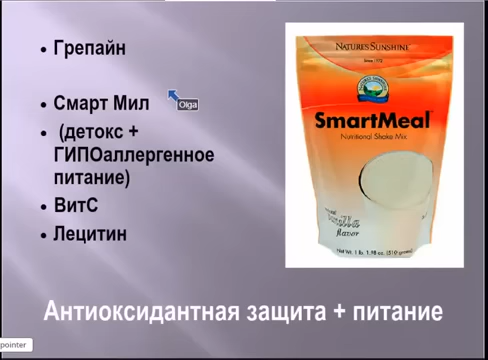 Грепайн
Смарт Мил
Olga
(детокс +
ГИПОаллергенное
питание)
ВитС
Лецитин
NATURE'S SUNSHINE
Since 1972
SmartMeal
Nutritional Shake Mix
vanilla
flavor
Net Wt. 1 lb. 1.98 oz. (510 grams)
Антиоксидантная защита + питание
pointer